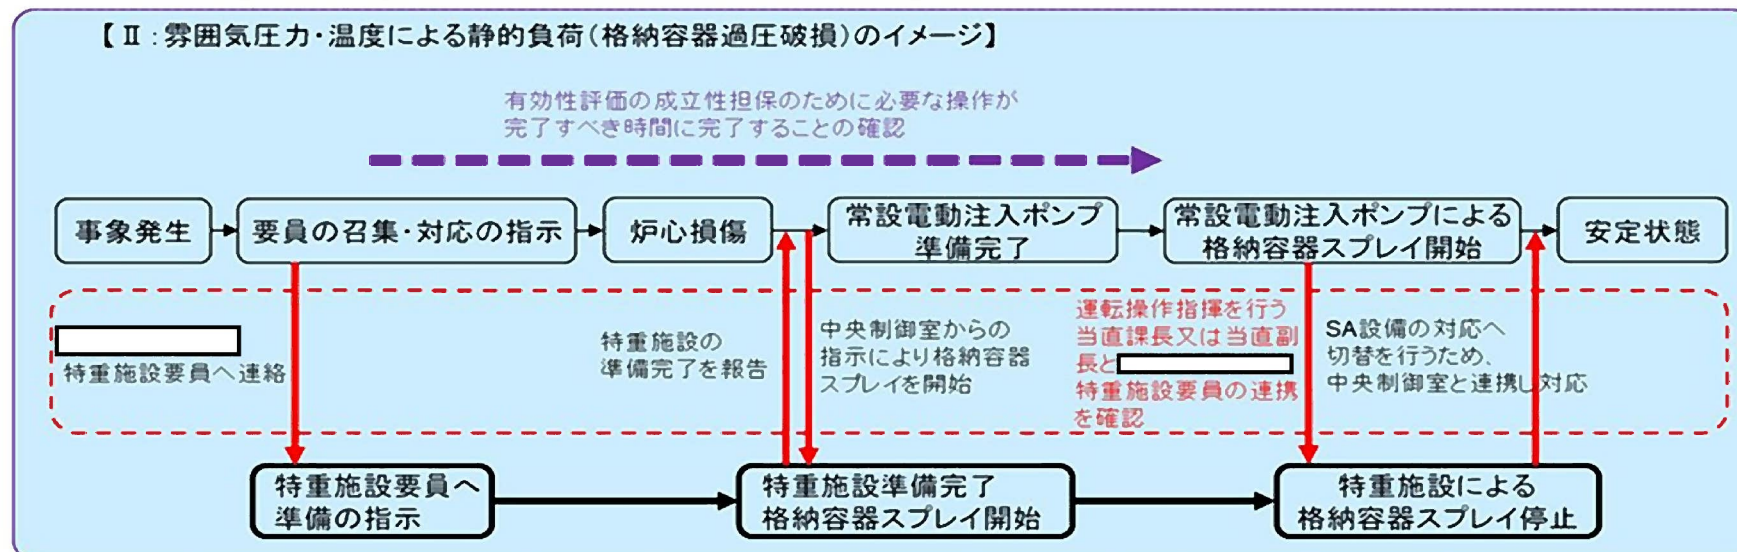 【Ⅱ:雰囲気圧力・温度による静的負荷(格納容器過圧破損)のイメージ】
有効性評価の成立性担保のために必要な操作が
完了すべき時間に完了することの確認
事象発生
要員の召集・対応の指示
炉心損傷
常設電動注入ポンプ
準備完了
常設電動注入ポンプによる
格納容器スプレイ開始
安定状態
特重施設要員へ連絡
特重施設の
準備完了を報告
中央制御室からの
指示により格納容器
スプレイを開始
運転操作指揮を行う
当直課長又は当直副
長と
特重施設要員の連携
を確認
SA設備の対応へ
切替を行うため、
中央制御室と連携し対応
特重施設要員へ
準備の指示
特重施設準備完了
格納容器スプレイ開始
特重施設による
格納容器スプレイ停止